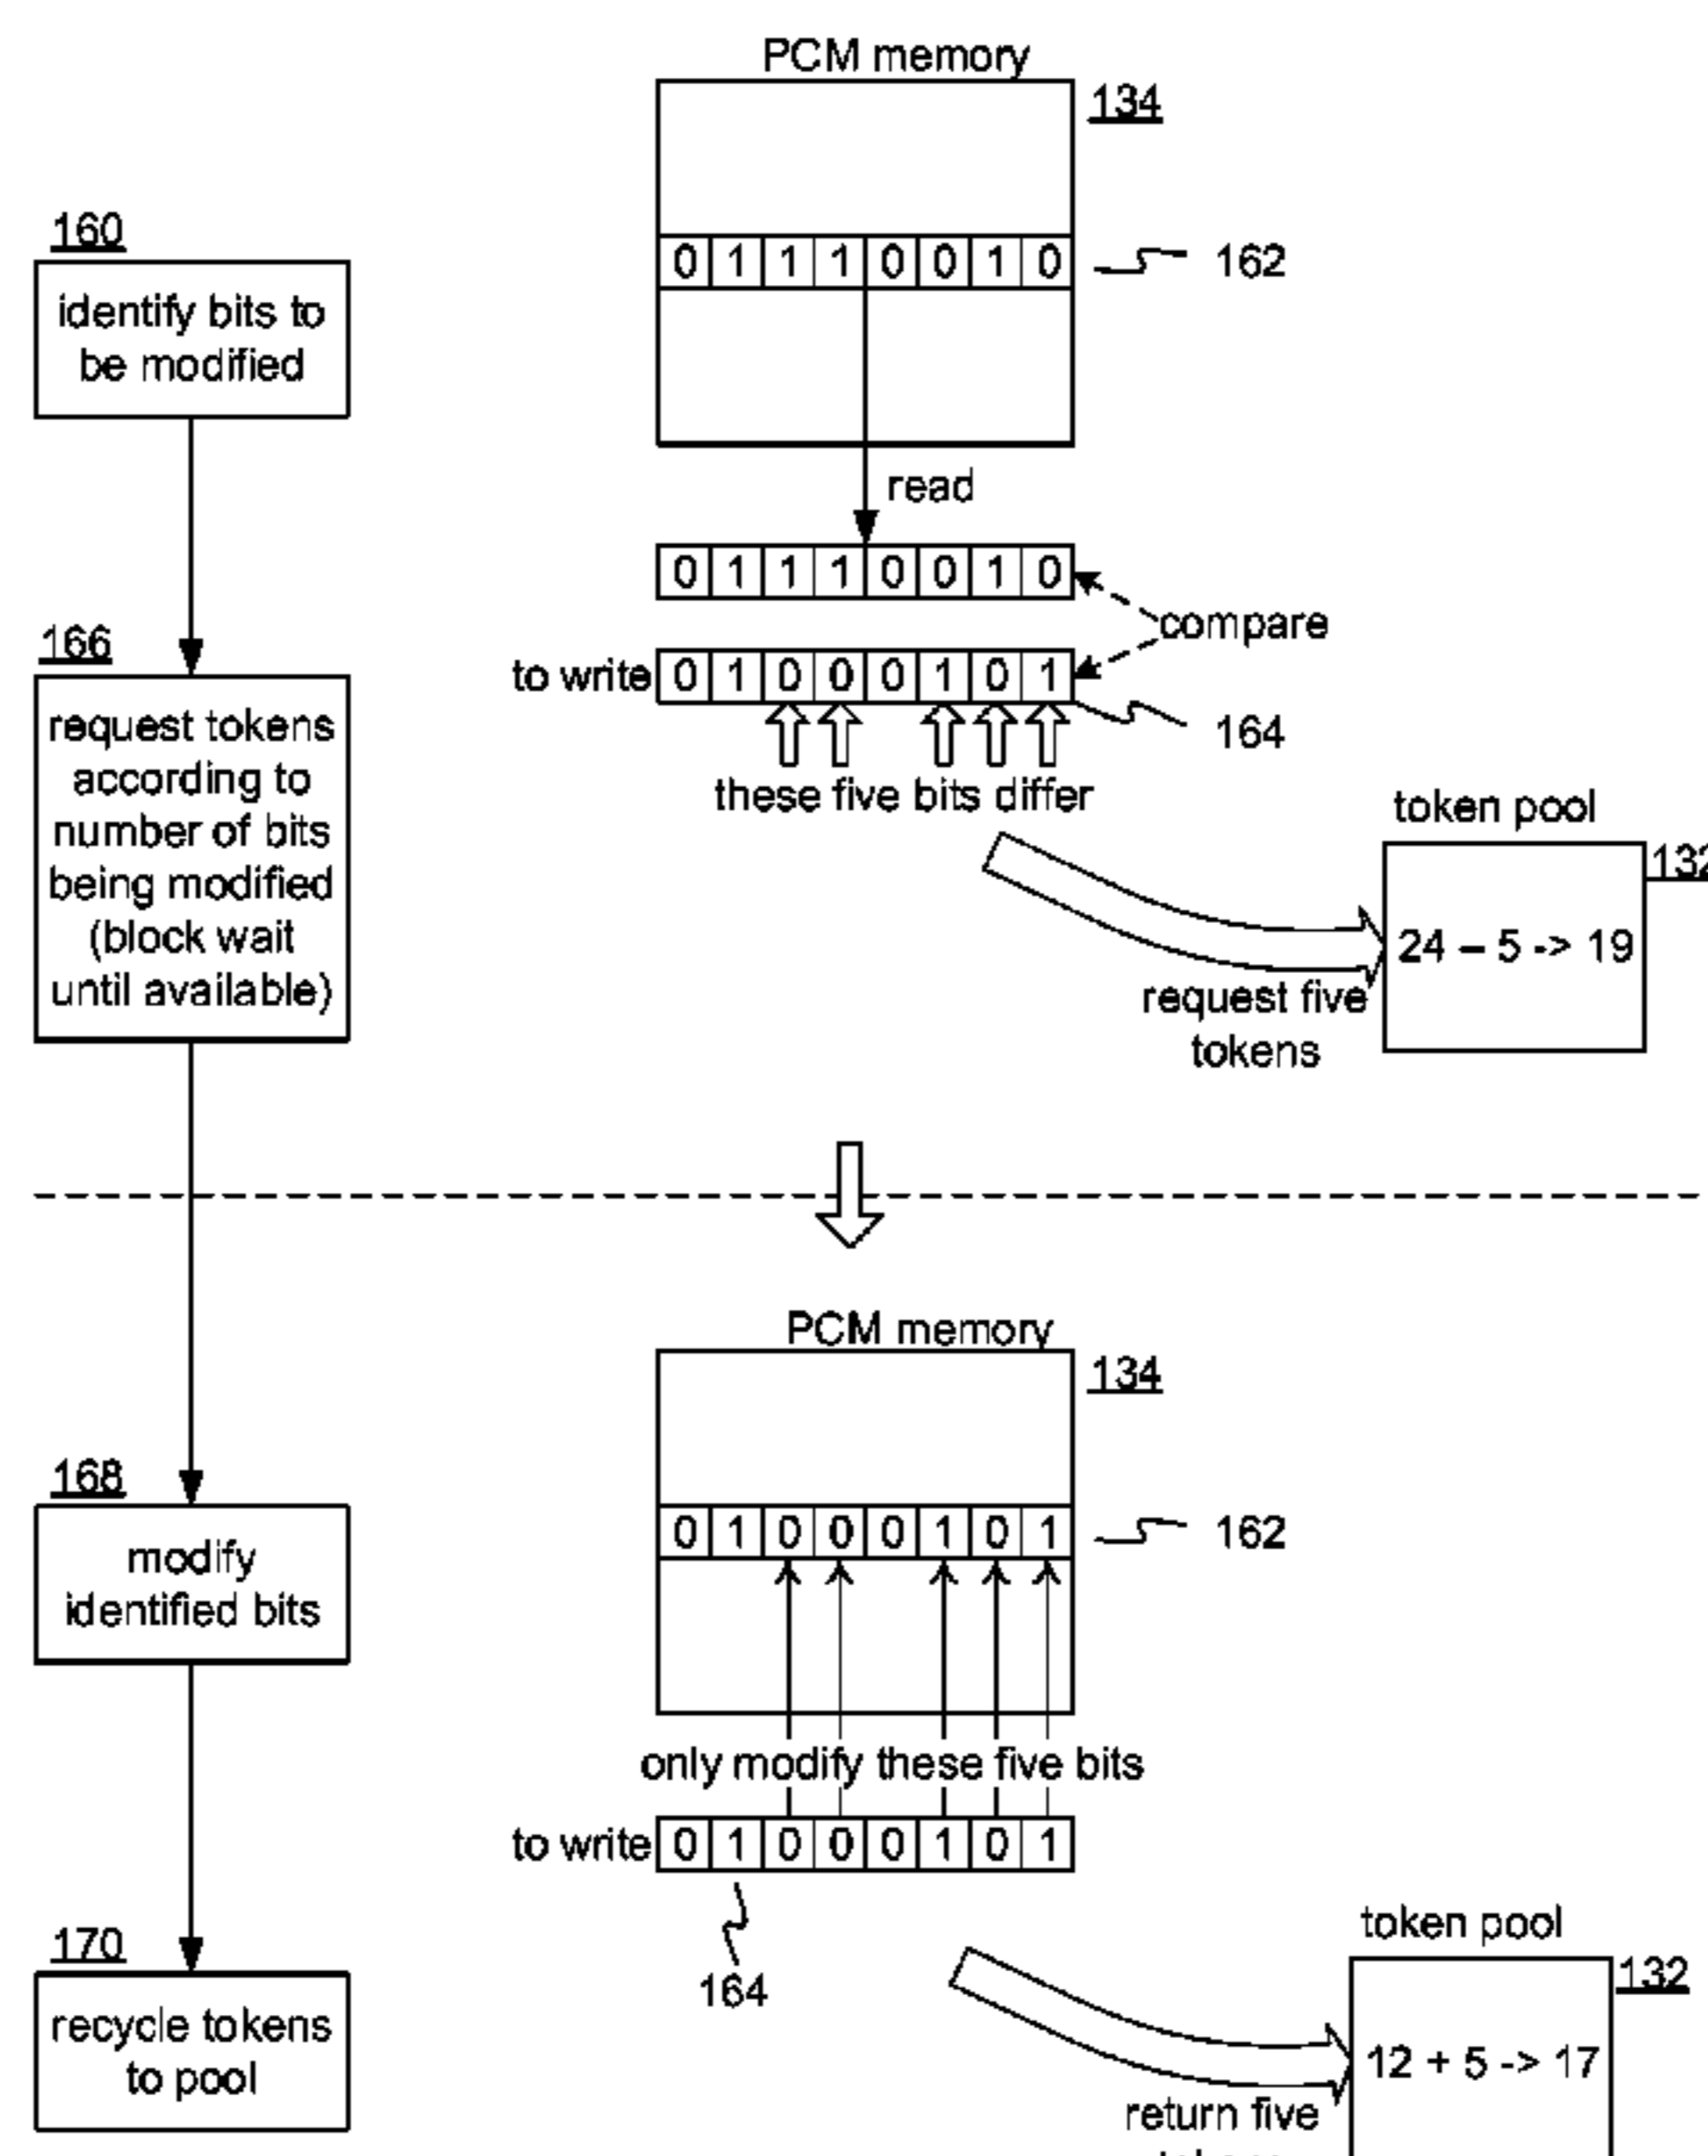 PCM memory
134
160
0 1 1 1 0 0 1 0
162
identify bits to
be modified
read
0 1 1 1 0 0 1 0
compare
166
to write 0 1 0 0 0 1 0 1
164
request tokens
according to
number of bits
being modified
(block wait
until available)
these five bits differ
token pool
132
24 – 5 -> 19
request five
tokens
PCM memory
134
168
0 1 0 0 0 1 0 1
162
modify
identified bits
only modify these five bits
to write 0 1 0 0 0 1 0 1
164
170
token pool
132
recycle tokens
to pool
12 + 5 -> 17
return five